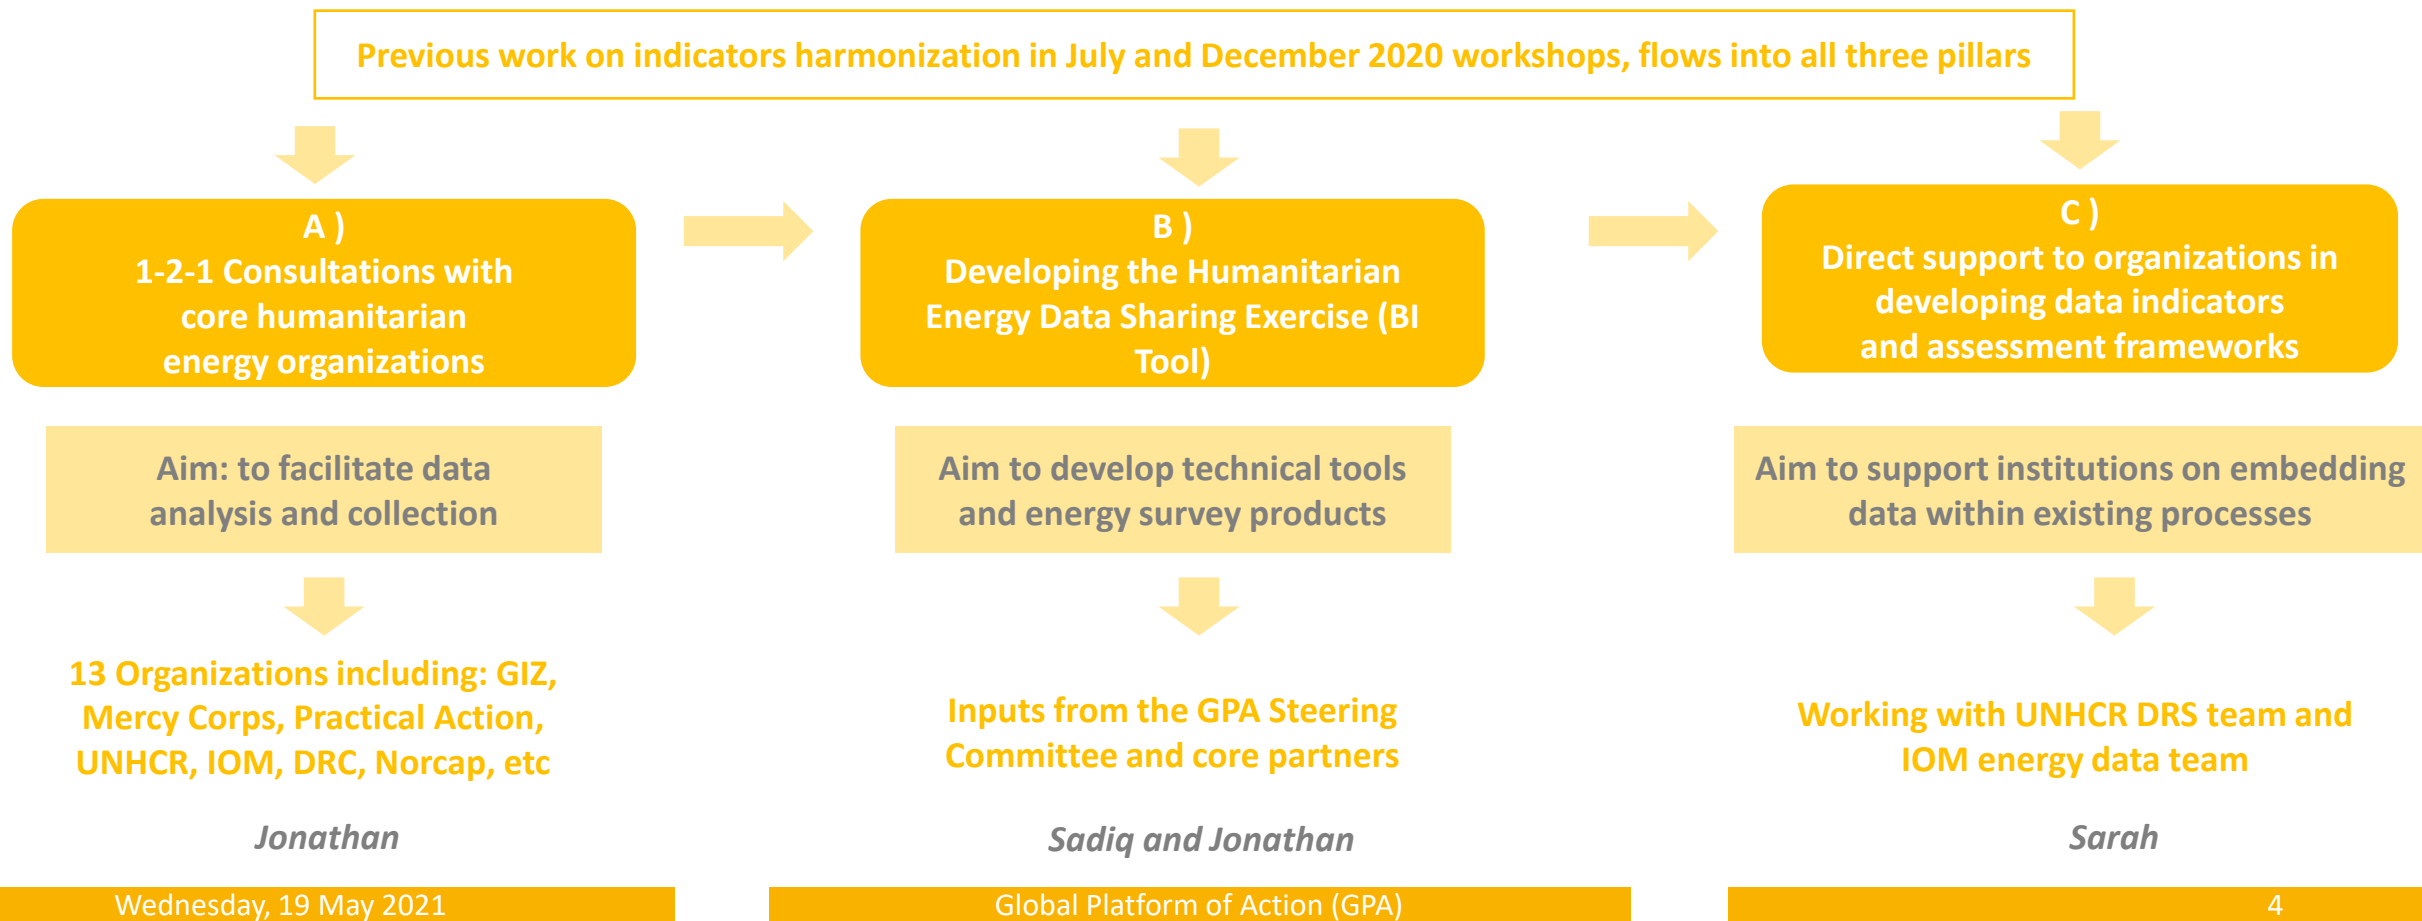 Previous work on indicators harmonization in July and December 2020 workshops, flows into all three pillars
A )
1-2-1 Consultations with
core humanitarian
energy organizations
B )
Developing the Humanitarian
Energy Data Sharing Exercise (BI
Tool)
C )
Direct support to organizations in
developing data indicators
and assessment frameworks
Aim: to facilitate data
analysis and collection
Aim to develop technical tools
and energy survey products
Aim to support institutions on embedding
data within existing processes
13 Organizations including: GIZ,
Mercy Corps, Practical Action,
UNHCR, IOM, DRC, Norcap, etc
Inputs from the GPA Steering
Committee and core partners
Working with UNHCR DRS team and
IOM energy data team
Jonathan
Sadiq and Jonathan
Sarah
Wednesday, 19 May 2021
Global Platform of Action (GPA)
4